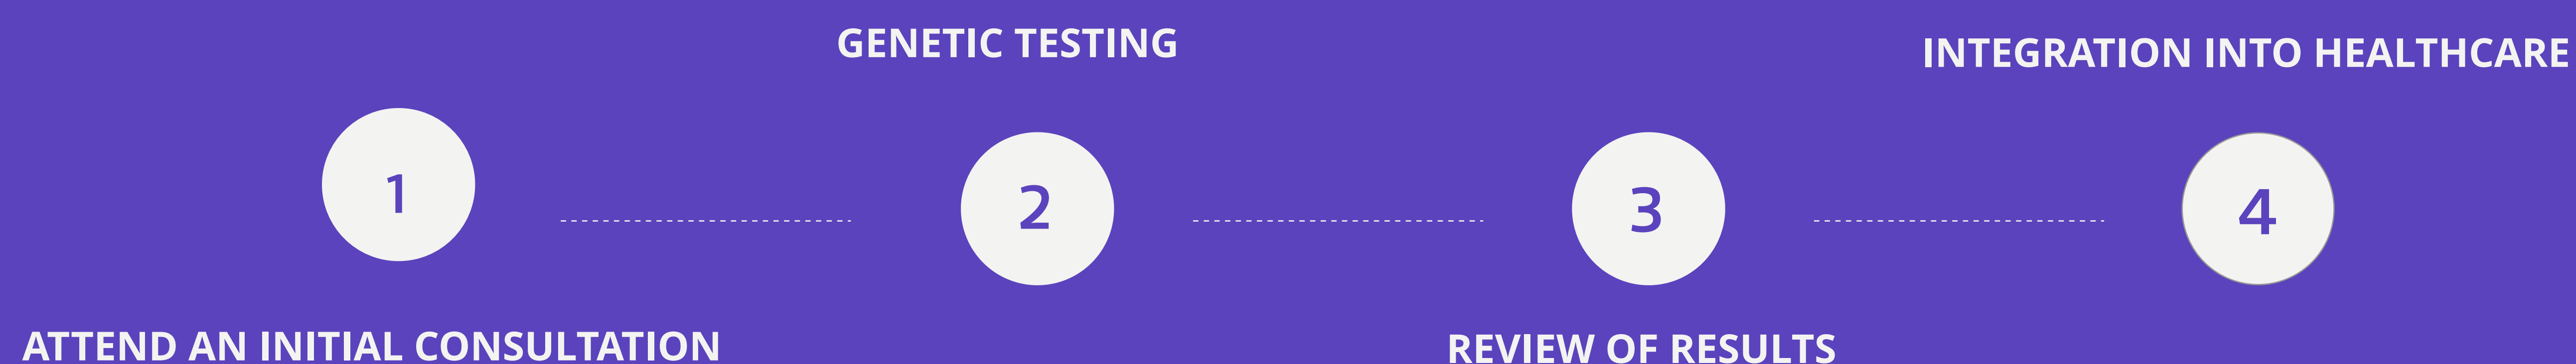 1
ATTEND AN INITIAL CONSULTATION
GENETIC TESTING
2
3
REVIEW OF RESULTS
INTEGRATION INTO HEALTHCARE
4